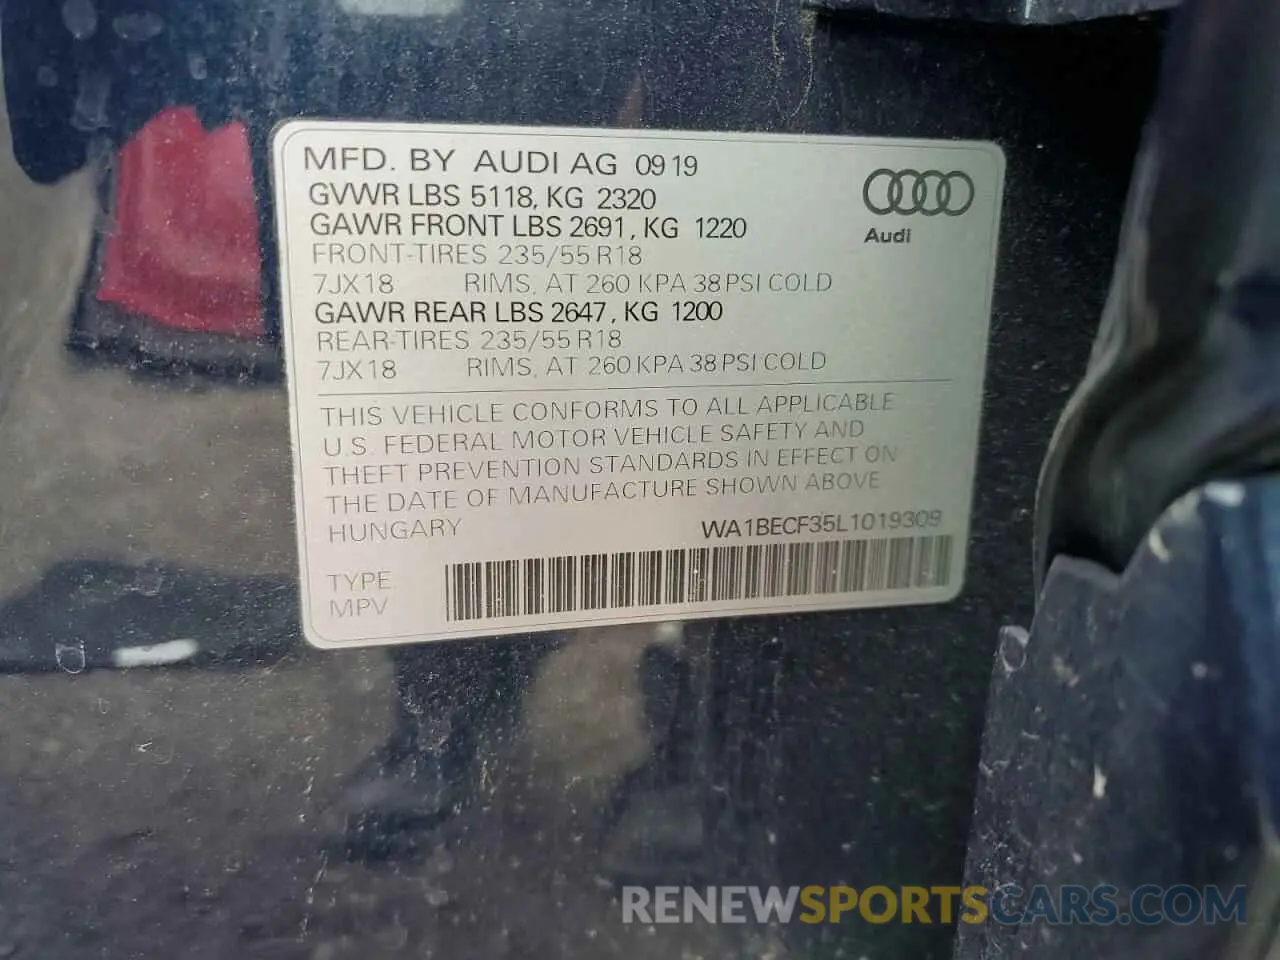 MFD. BY AUDI AG 09 19
GVWR LBS 5118, KG 2320
GAWR FRONT LBS 2691, KG 1220
FRONT-TIRES 235/55 R18
7JX18 RIMS, AT 260 KPA 38 PSI COLD
GAWR REAR LBS 2647, KG 1200
REAR-TIRES 235/55 R18
7JX18 RIMS, AT 260 KPA 38 PSI COLD
Audi
THIS VEHICLE CONFORMS TO ALL APPLICABLE
U.S. FEDERAL MOTOR VEHICLE SAFETY AND
THEFT PREVENTION STANDARDS IN EFFECT ON
THE DATE OF MANUFACTURE SHOWN ABOVE
HUNGARY WA1BECF35L1019309
TYPE
MPV
RENEWSPORTSCARS.COM